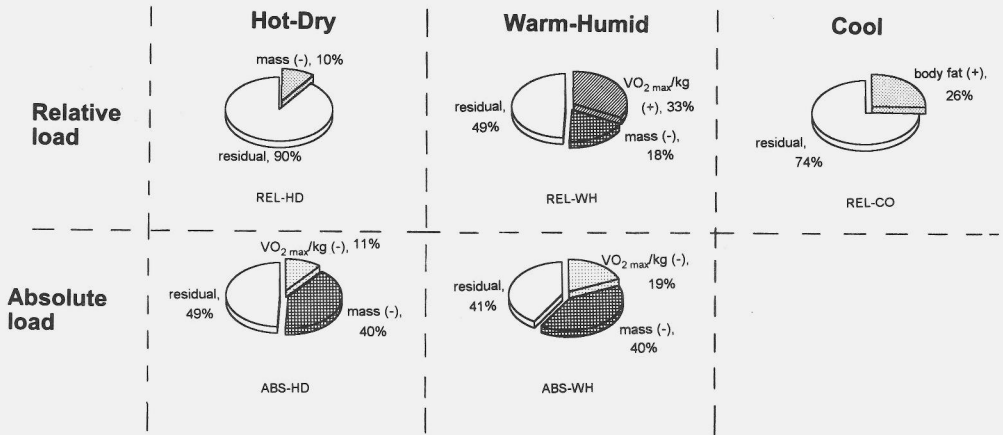 Hot-Dry
Warm-Humid
Cool
Relative
load
mass (-), 10%
residual, 90%
REL-HD
VO2 max/kg
(+), 33%
residual,
49%
mass (-),
18%
REL-WH
body fat (+),
26%
residual,
74%
REL-CO
Absolute
load
VO2 max/kg (-), 11%
residual,
49%
mass (-),
40%
ABS-HD
VO2 max/kg (-),
19%
residual,
41%
mass (-),
40%
ABS-WH